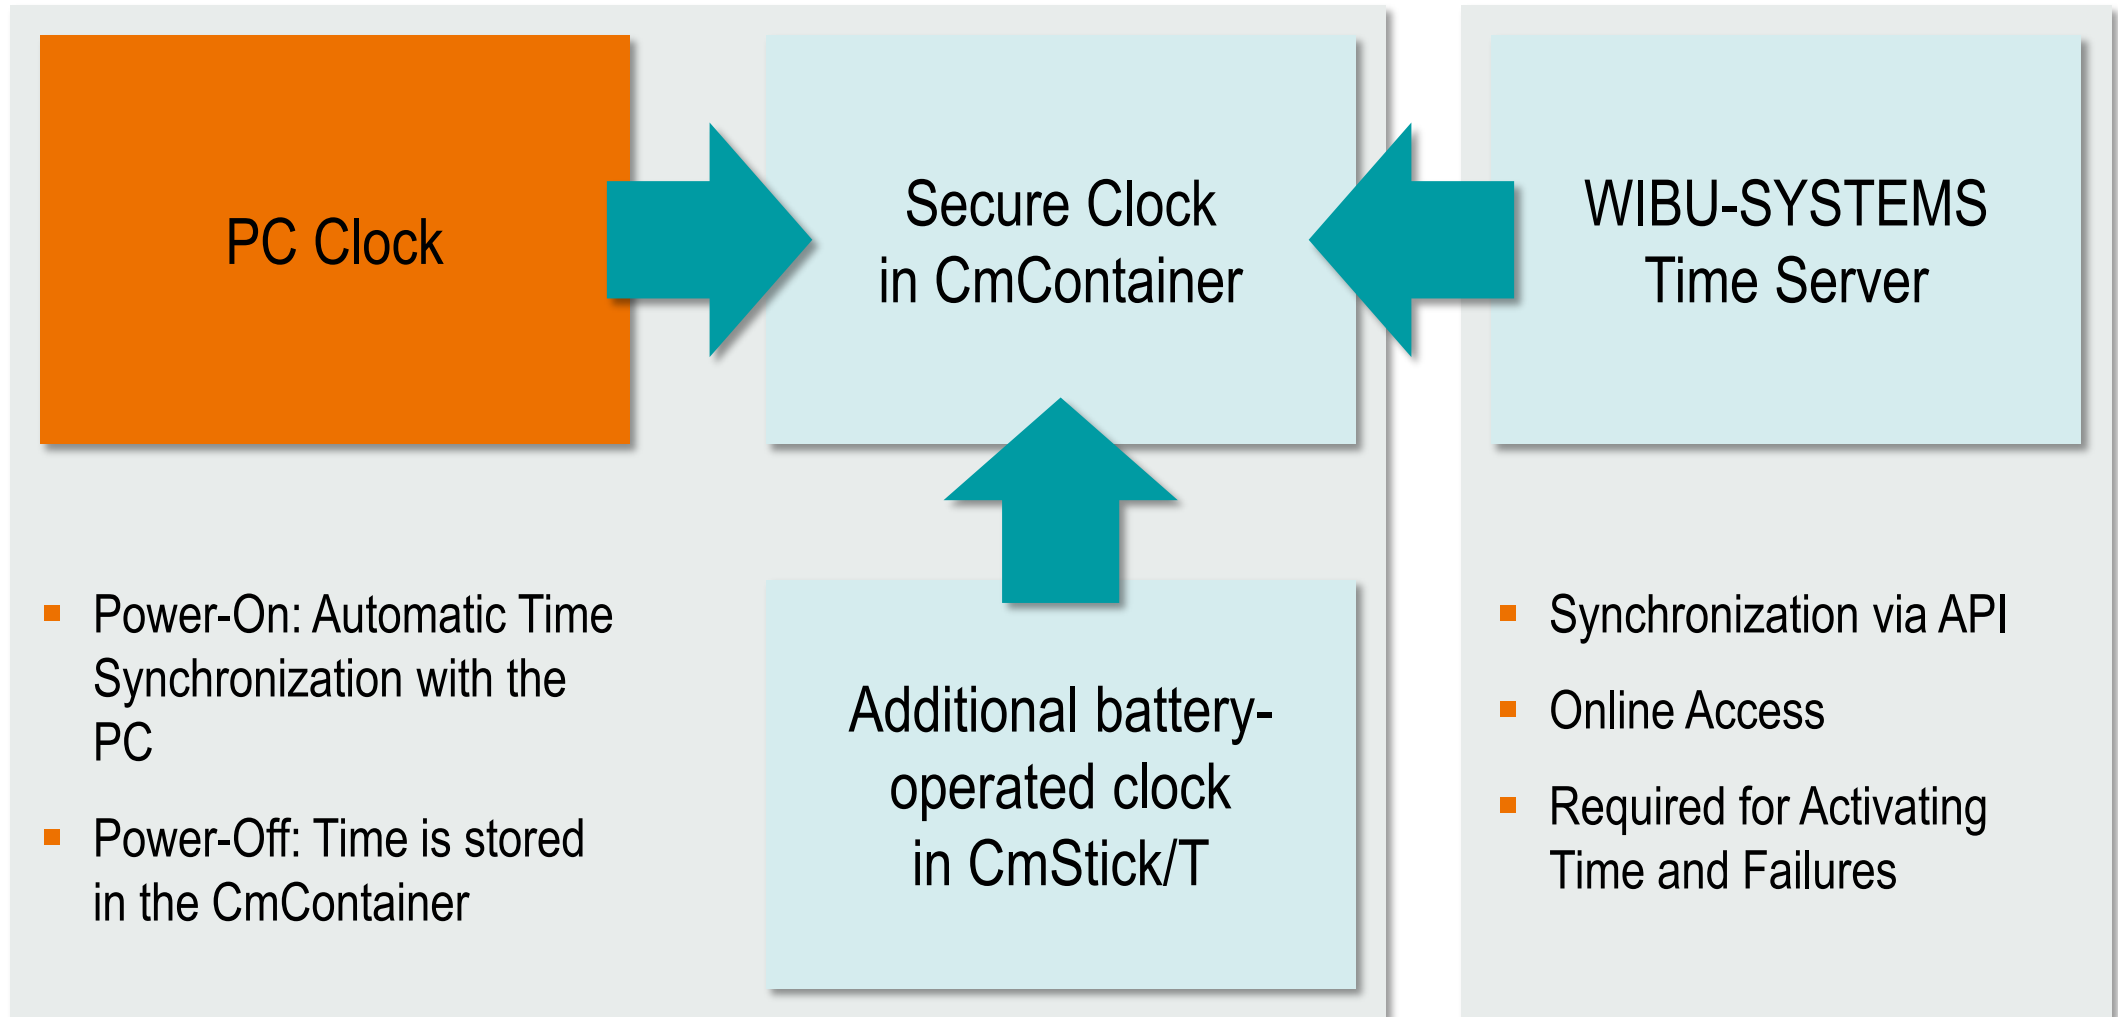 PC Clock
Secure Clock
in CmContainer
WIBU-SYSTEMS
Time Server
Power-On: Automatic Time
Synchronization with the
PC
Power-Off: Time is stored
in the CmContainer
Additional battery-
operated clock
in CmStick/T
Synchronization via API
Online Access
Required for Activating
Time and Failures